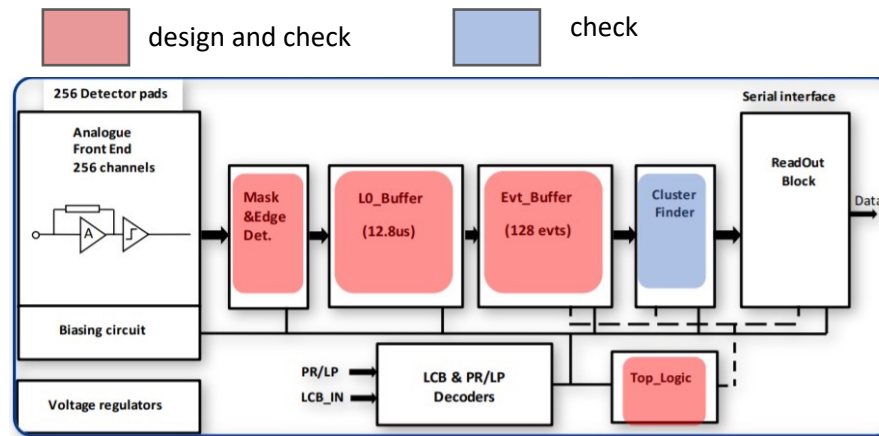 design and check
check
256 Detector pads
Serial interface
Analogue
Front End
256 channels
A
Mask
&Edge
Det.
L0_Buffer
(12.8us)
Evt_Buffer
(128 evts)
Cluster
Finder
ReadOut
Block
Data
Biasing circuit
PR/LP
LCB_IN
LCB & PR/LP
Decoders
Top_Logic
Voltage regulators